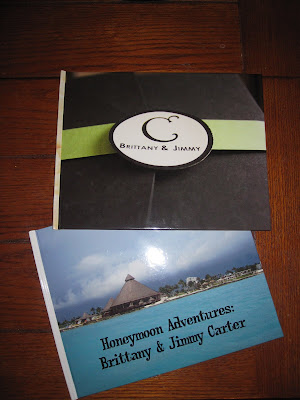 C
BRITTANY & JIMMY
Honeymoon Adventures:
Brittany & Jimmy Carter